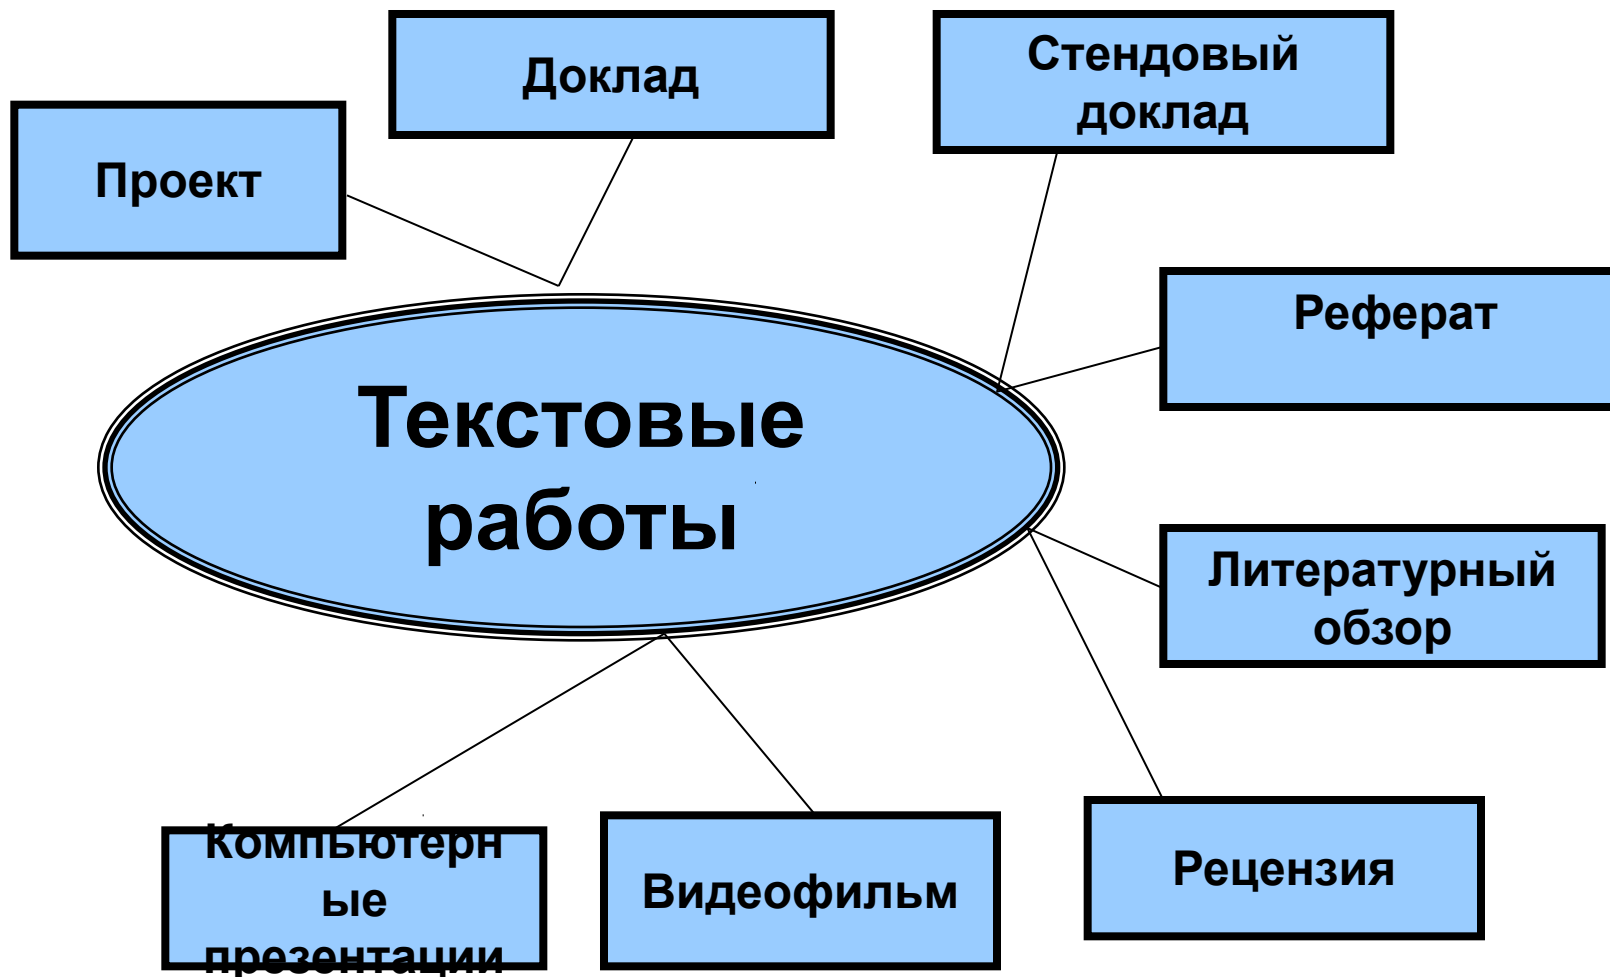 Доклад
Стендовый
доклад
Проект
Реферат
Текстовые
работы
Литературный
обзор
Компьютерн
ые
презентации
Видеофильм
Рецензия